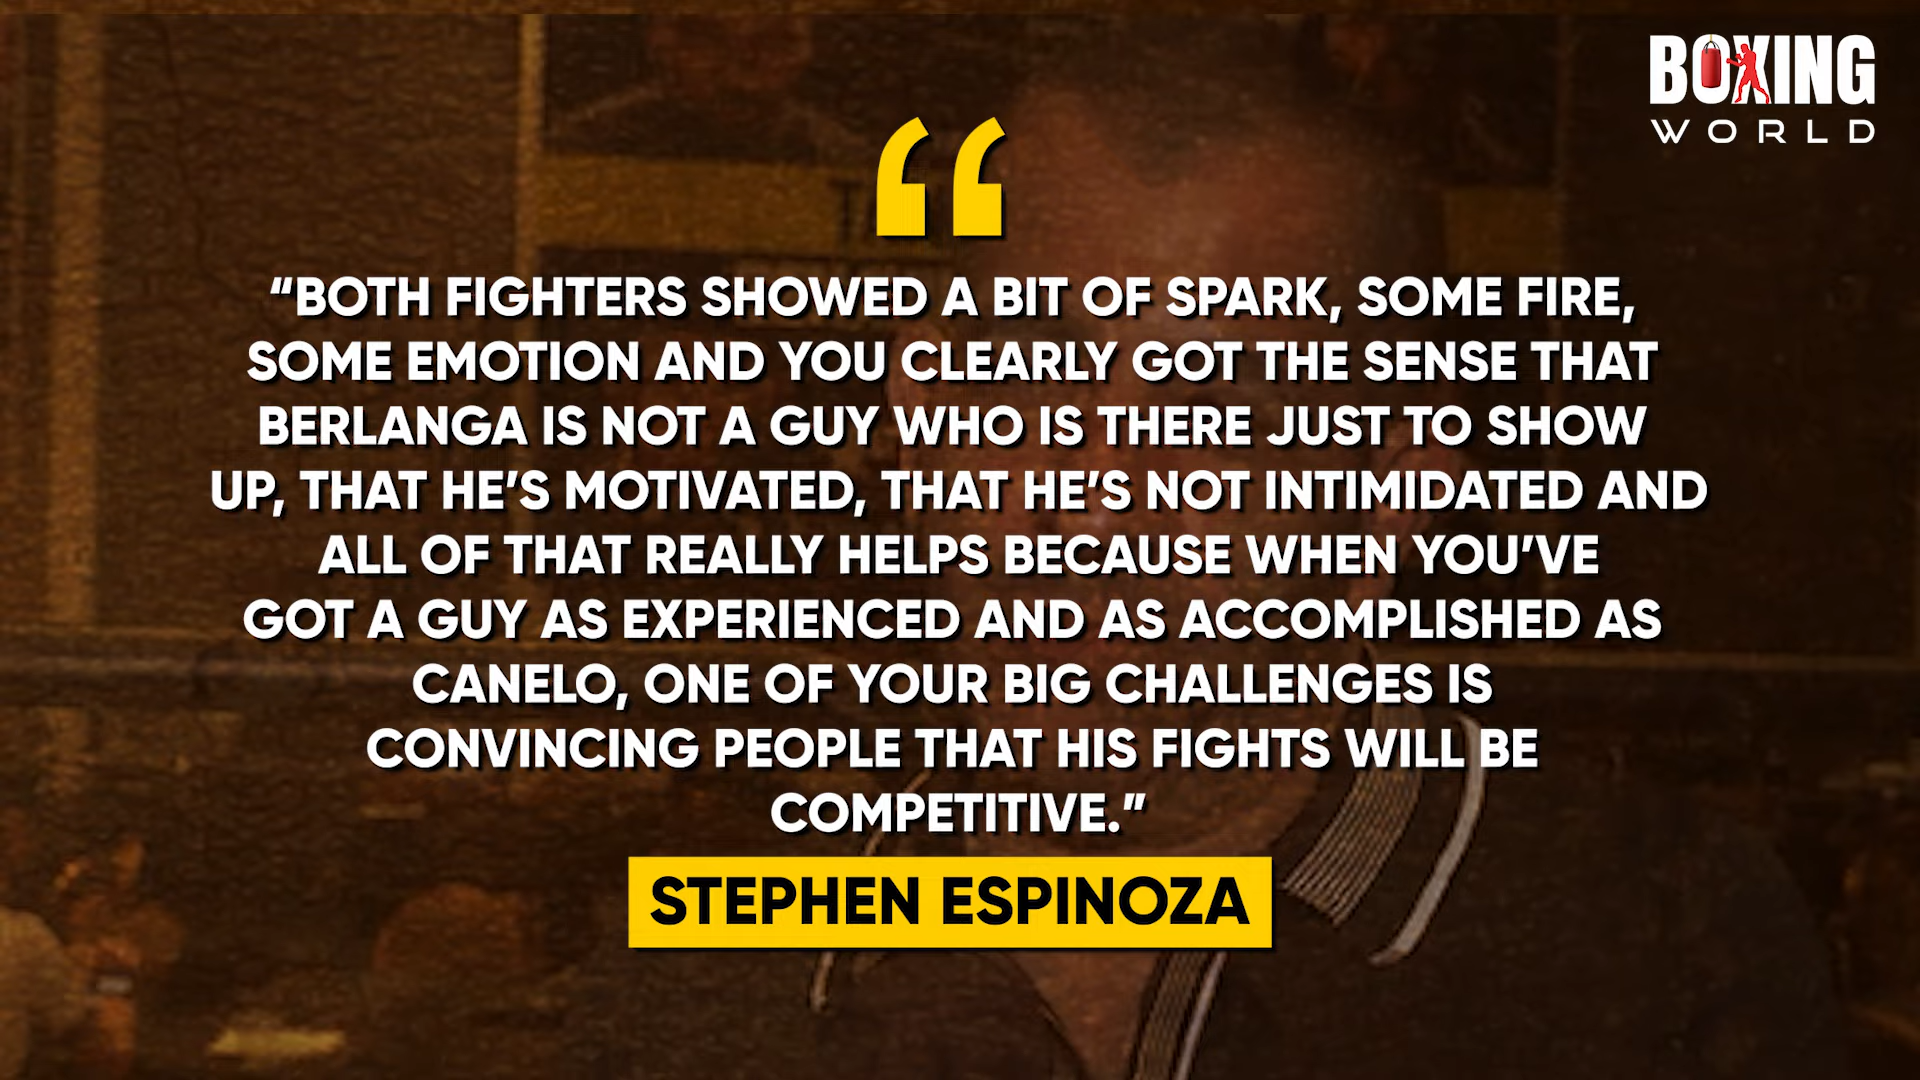 BOXING
WORLD
“
“BOTH FIGHTERS SHOWED A BIT OF SPARK, SOME FIRE,
SOME EMOTION AND YOU CLEARLY GOT THE SENSE THAT
BERLANGA IS NOT A GUY WHO IS THERE JUST TO SHOW
UP, THAT HE’S MOTIVATED, THAT HE’S NOT INTIMIDATED AND
ALL OF THAT REALLY HELPS BECAUSE WHEN YOU’VE
GOT A GUY AS EXPERIENCED AND AS ACCOMPLISHED AS
CANELO, ONE OF YOUR BIG CHALLENGES IS
CONVINCING PEOPLE THAT HIS FIGHTS WILL BE
COMPETITIVE.”
STEPHEN ESPINOZA